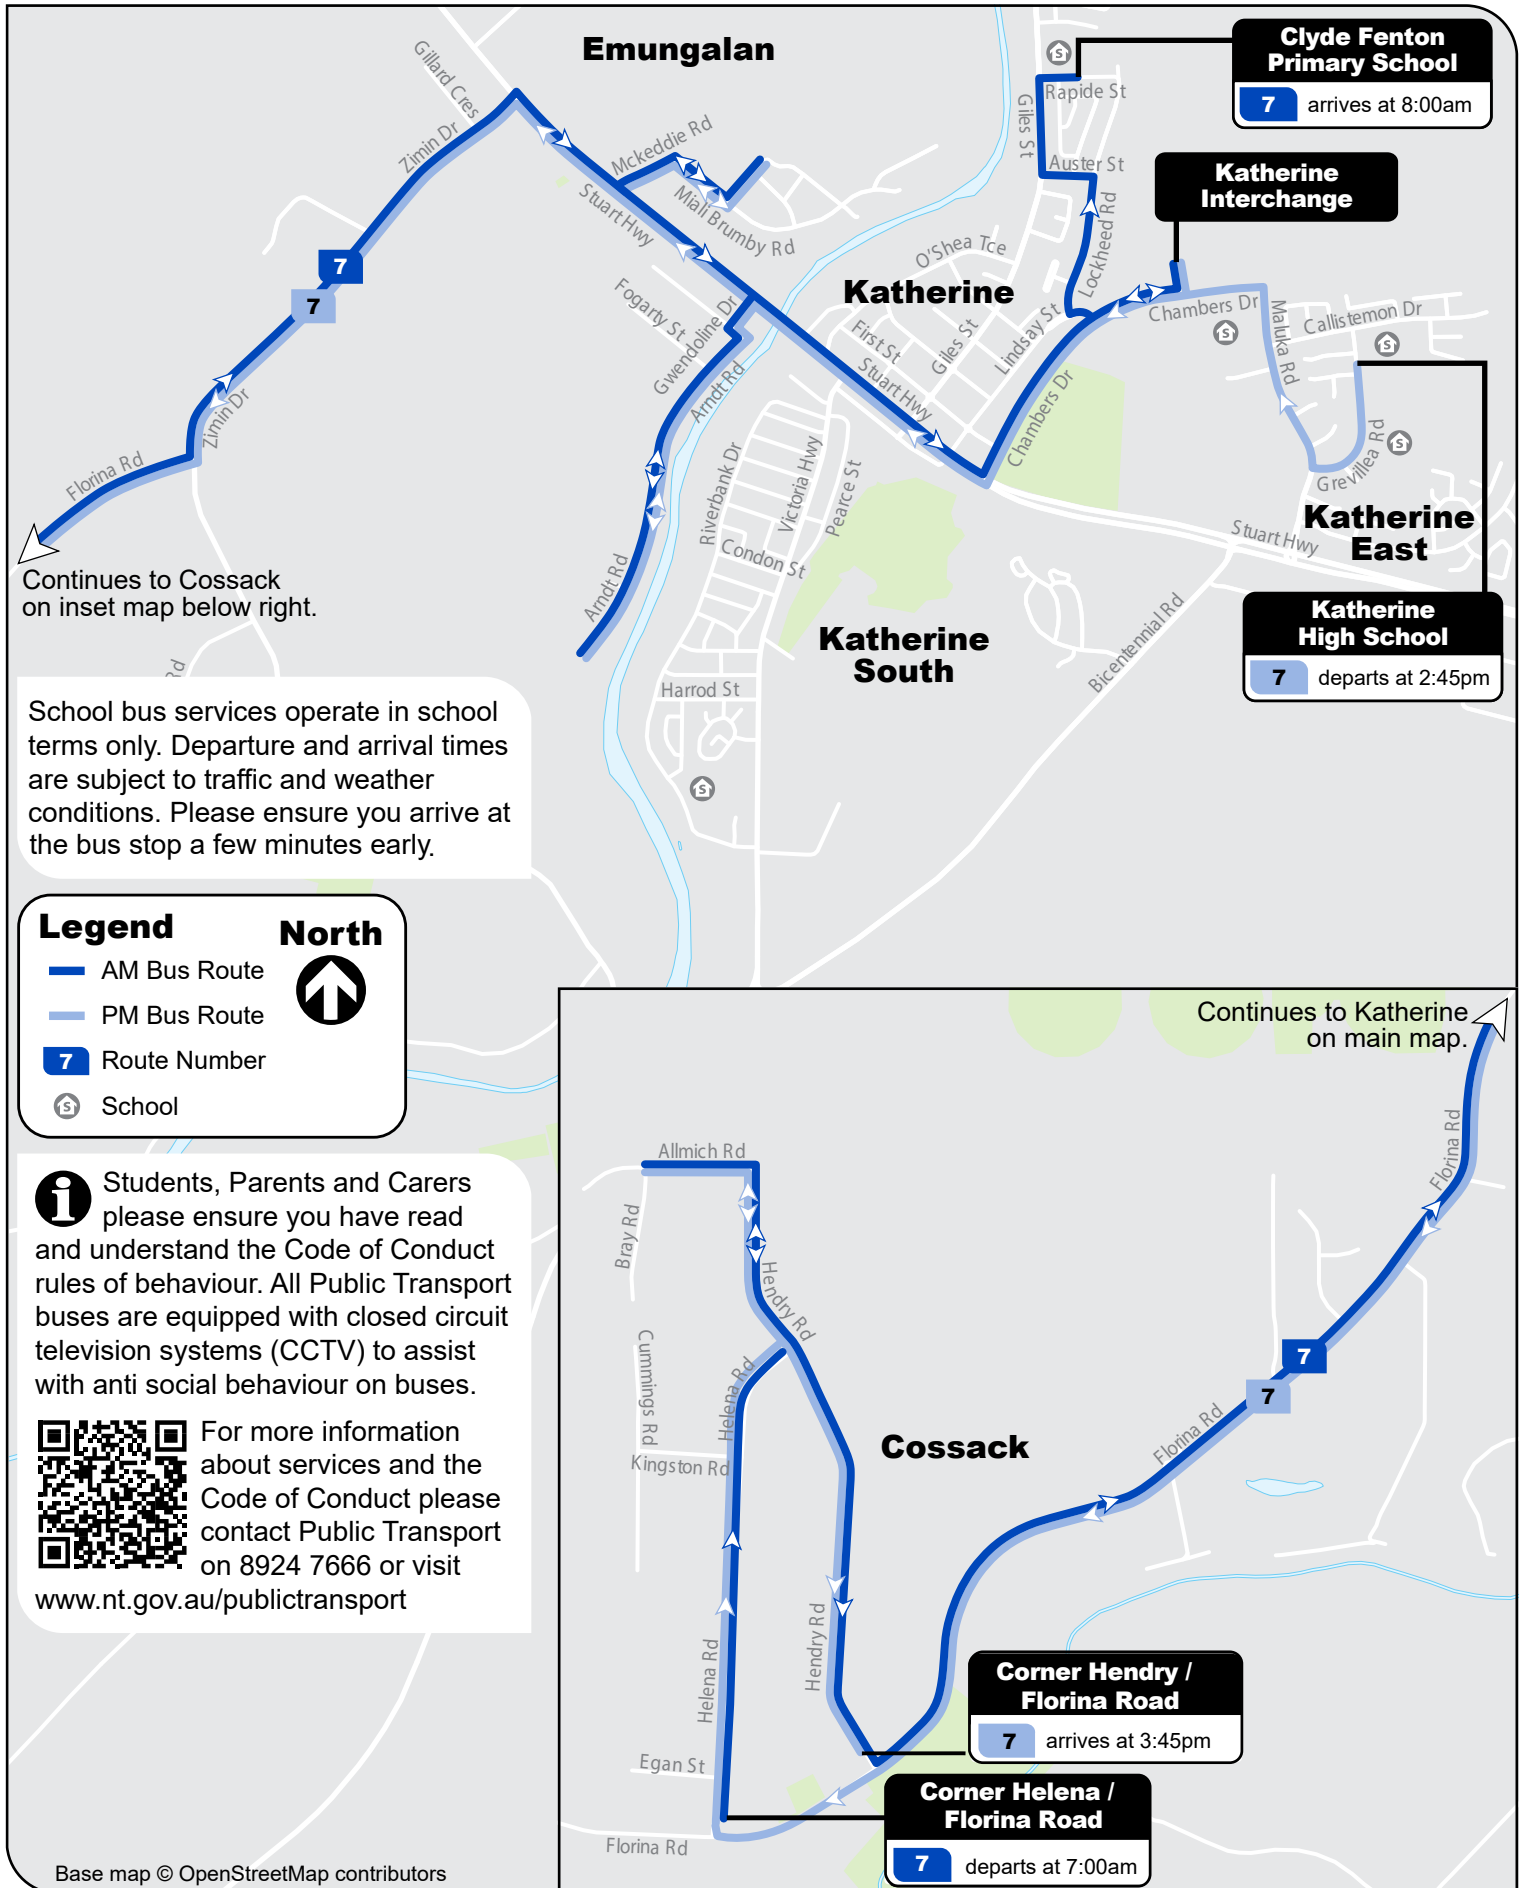 Emungalan
Clyde Fenton
Primary School
7 arrives at 8:00am
Gillard Cres
Zimin Dr
Mckeddie Rd
Miali Brumby Rd
Stuart Hwy
Giles St
Rapide St
Auster St
Lockheed Rd
Katherine
Interchange
7
7
O'Shea Tce
Katherine
Fogarty St
Gwendoline Dr
First St
Giles St
Lindsay St
Chambers Dr
Maluka Rd
Callistemon Dr
Stuart Hwy
Arndt Rd
Chambers Dr
Zimin Dr
Florina Rd
Riverbank Dr
Victoria Hwy
Pearce St
Grevillea Rd
Katherine
East
Stuart Hwy
Condon St
Arndt Rd
Continues to Cossack
on inset map below right.
Katherine
South
Bicentennial Rd
Katherine
High School
7 departs at 2:45pm
Rd
Harrod St
School bus services operate in school
terms only. Departure and arrival times
are subject to traffic and weather
conditions. Please ensure you arrive at
the bus stop a few minutes early.
Legend
North
AM Bus Route
PM Bus Route
7 Route Number
S School
Students, Parents and Carers
please ensure you have read
and understand the Code of Conduct
rules of behaviour. All Public Transport
buses are equipped with closed circuit
television systems (CCTV) to assist
with anti social behaviour on buses.
For more information
about services and the
Code of Conduct please
contact Public Transport
on 8924 7666 or visit
www.nt.gov.au/publictransport
Base map © OpenStreetMap contributors
Continues to Katherine
on main map.
Allmich Rd
Bray Rd
Hendry Rd
Florina Rd
Cummings Rd
Helena Rd
Kingston Rd
7
7
Cossack
Florina Rd
Hendry Rd
Helena Rd
Egan St
Florina Rd
Corner Hendry /
Florina Road
7 arrives at 3:45pm
Corner Helena /
Florina Road
7 departs at 7:00am